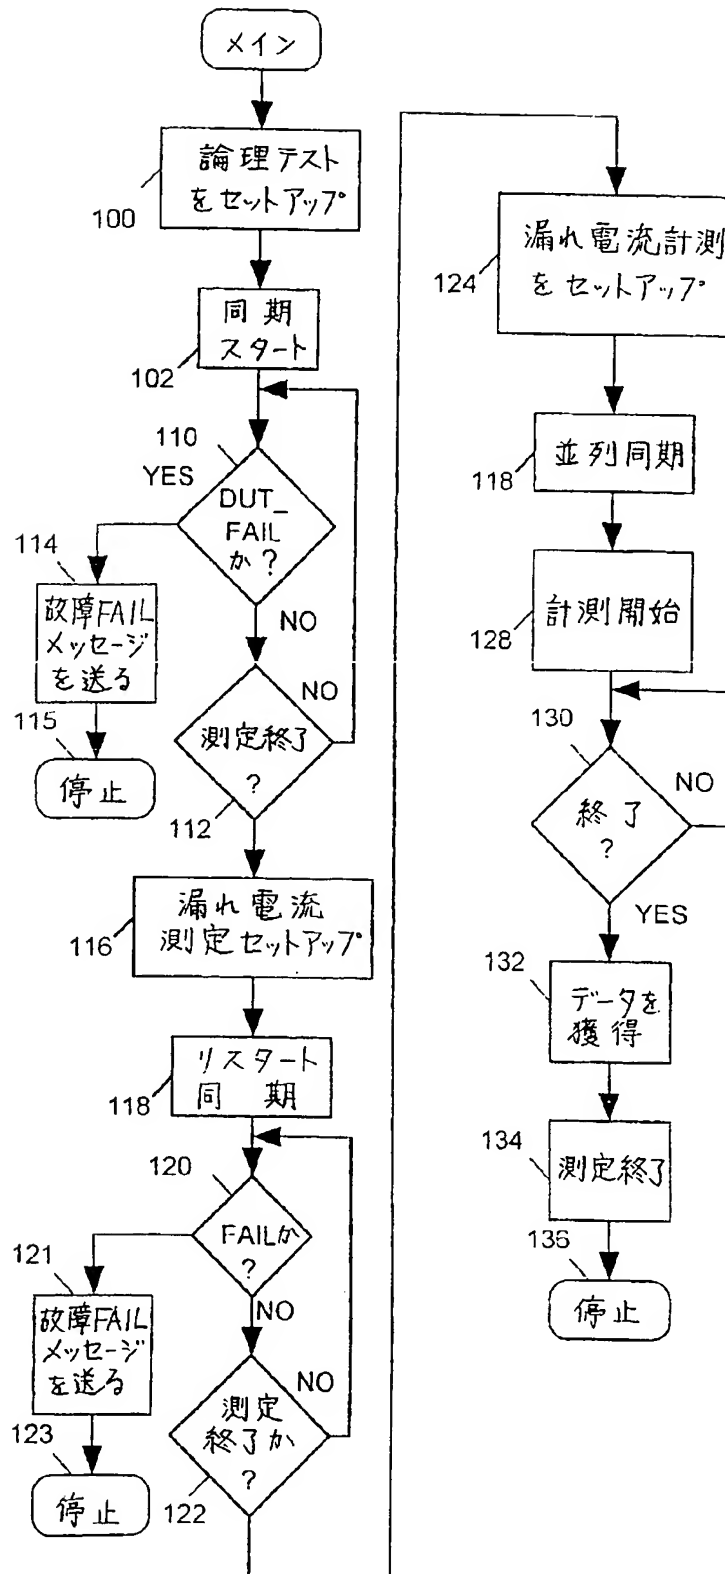 メイン
論理テスト
をセットアップ
100
同期
スタート
102
110
YES
DUT_
FAIL
か?
NO
114
故障FAIL
メッセージ
を送る
115
停止
NO
測定終了
?
112
漏れ電流
測定セットアップ
116
リスタート
同 期
118
120
FAILか
?
NO
121
故障FAIL
メッセージ
を送る
123
停止
NO
測定
終了か
?
122
漏れ電流計測
をセットアップ
124
並列同期
118
計測開始
128
130
NO
終了
?
YES
132
データを
獲得
134
測定終了
136
停止